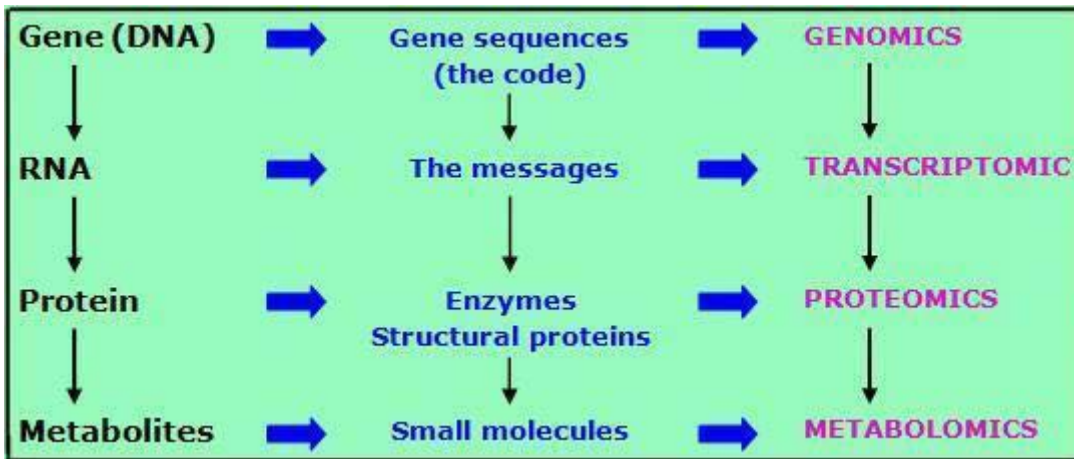 Gene (DNA) Gene sequences GENOMICS
(the code)
RNA The messages TRANSCRIPTOMIC
Protein Enzymes PROTEOMICS
Structural proteins
Metabolites Small molecules METABOLOMICS